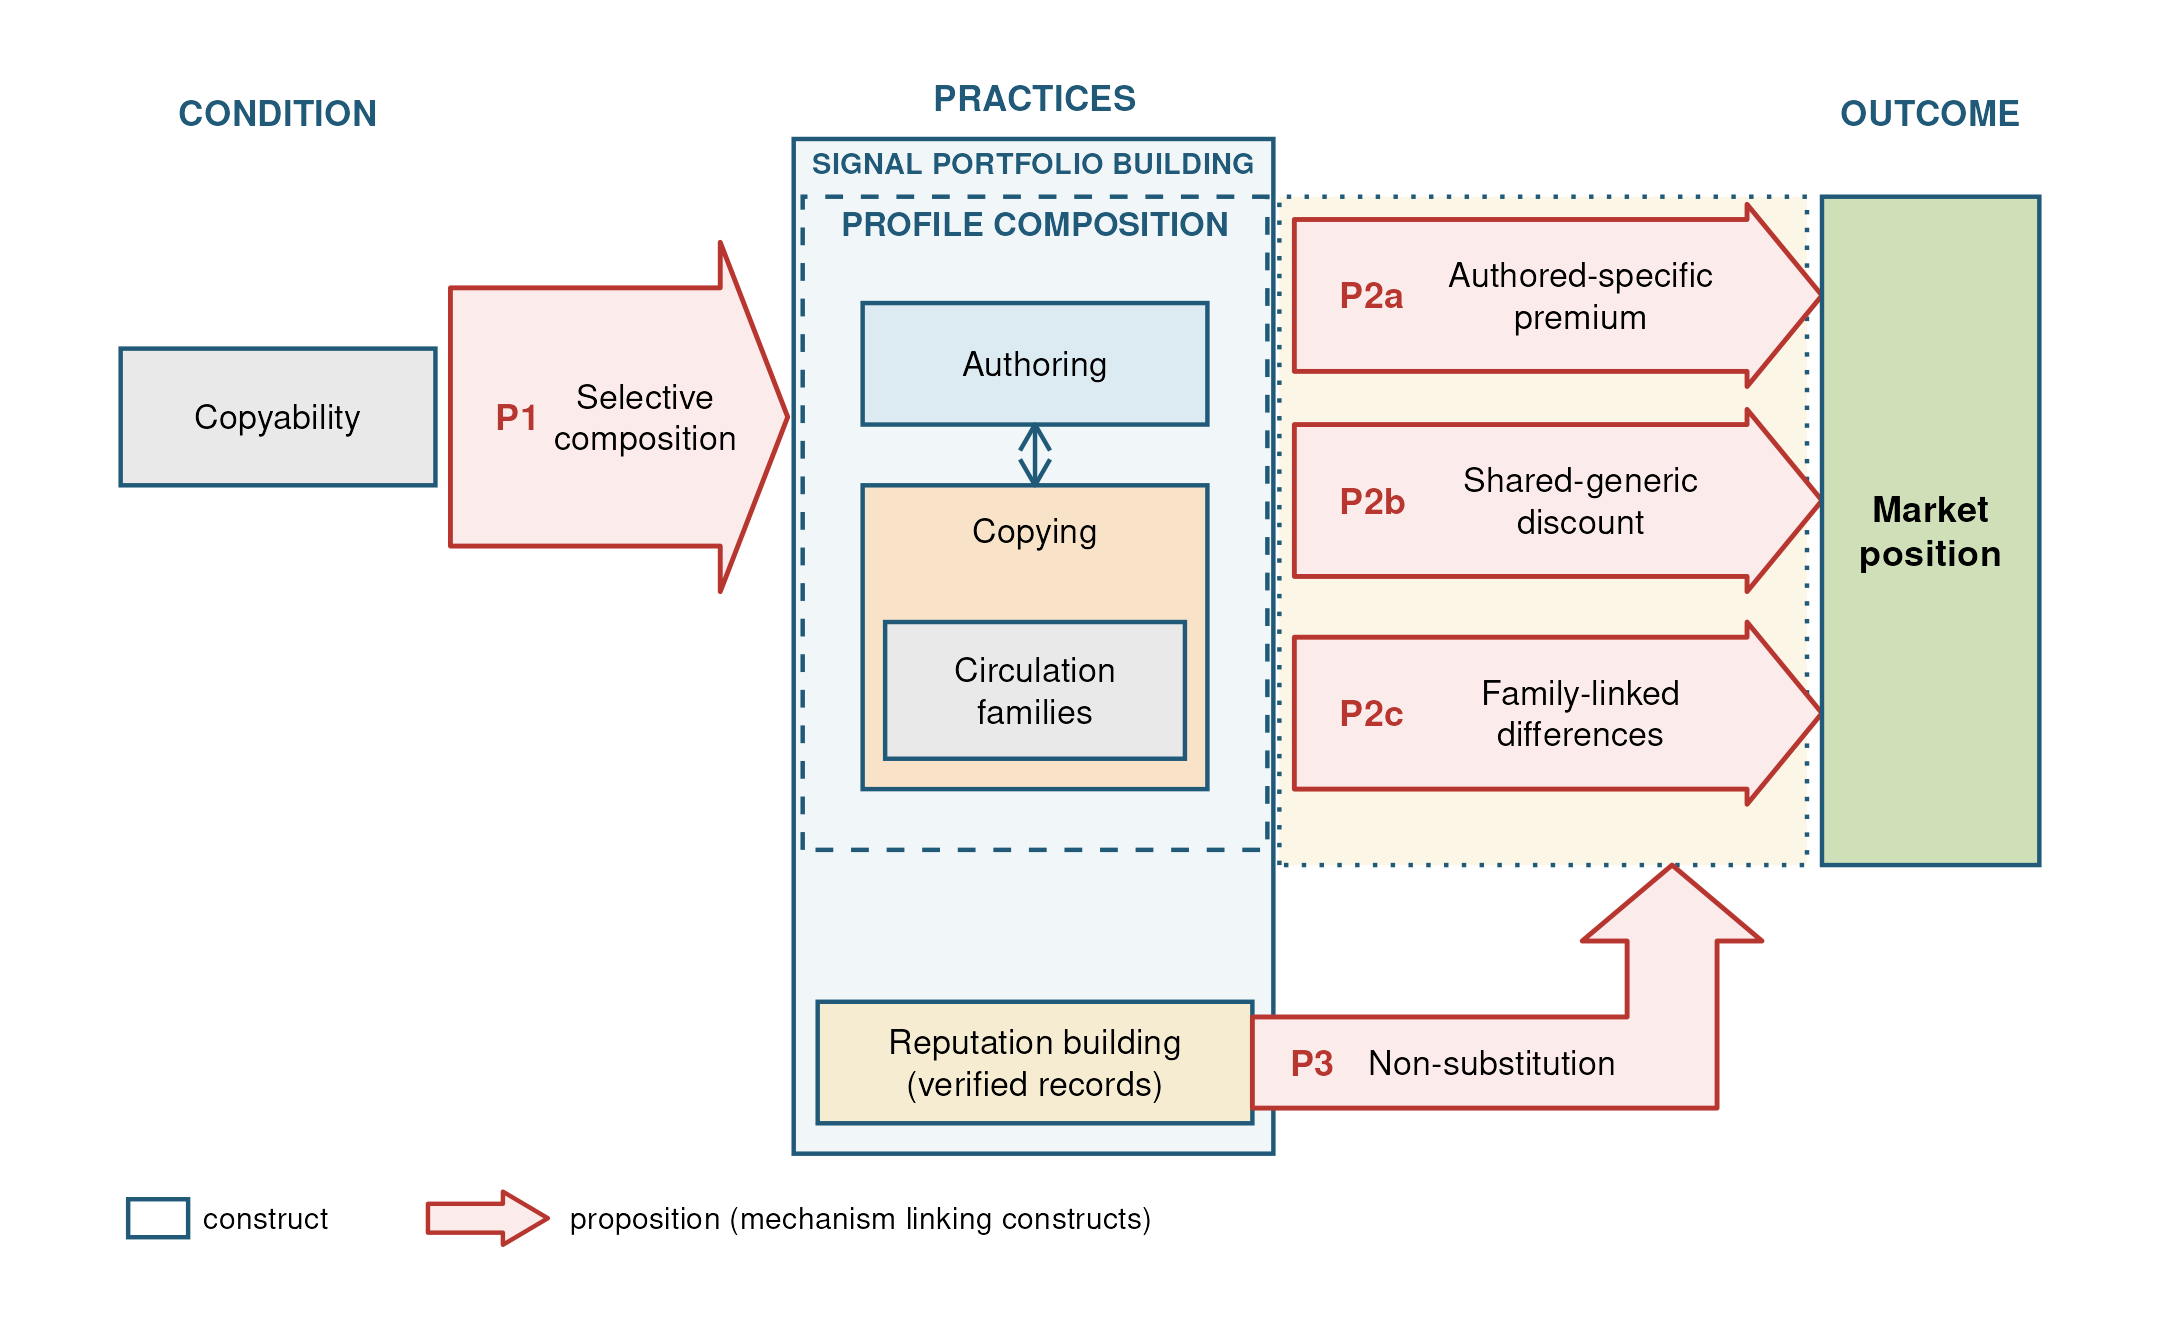 CONDITION
PRACTICES
OUTCOME
SIGNAL PORTFOLIO BUILDING
PROFILE COMPOSITION
Copyability
P1
Selective
composition
Authoring
Copying
Circulation
families
P2a
Authored-specific
premium
P2b
Shared-generic
discount
P2c
Family-linked
differences
Market
position
Reputation building
(verified records)
P3
Non-substitution
construct
proposition (mechanism linking constructs)